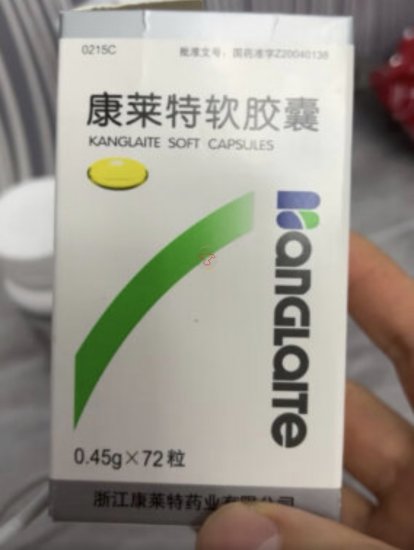 0215C
批准文号:国药准字Z20040138
康莱特软胶囊
KANGLAITE SOFT CAPSULES
KANGLAITE
0.45g×72粒
浙江康莱特药业有限公司